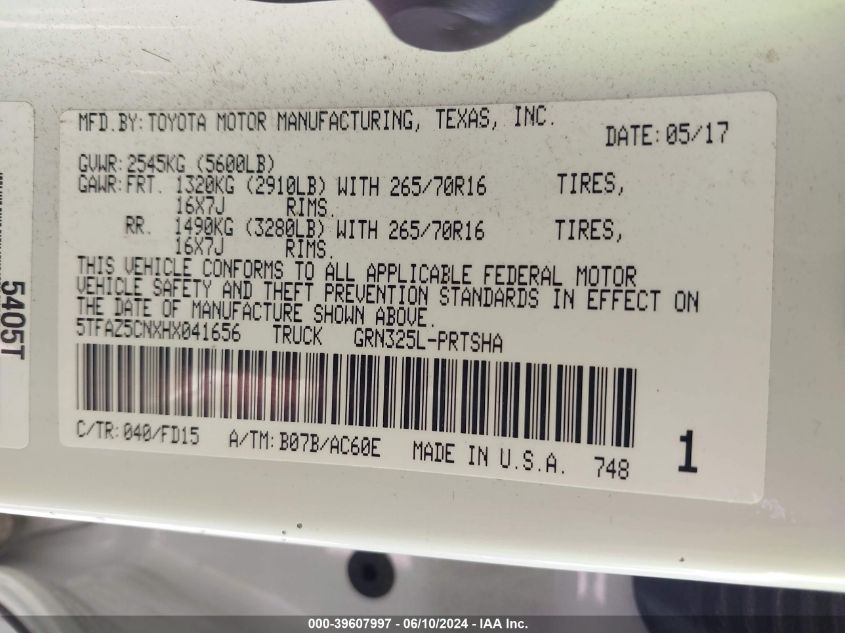 MFD.BY:TOYOTA MOTOR MANUFACTURING, TEXAS, INC.
DATE:05/17
GVWR:2545KG (5600LB)
GAWR:FRT. 1320KG (2910LB) WITH 265/70R16 TIRES,
16X7J RIMS.
RR. 1490KG (3280LB) WITH 265/70R16 TIRES,
16X7J RIMS.
THIS VEHICLE CONFORMS TO ALL APPLICABLE FEDERAL MOTOR
VEHICLE SAFETY AND THEFT PREVENTION STANDARDS IN EFFECT ON
THE DATE OF MANUFACTURE SHOWN ABOVE.
5TFAZ5CNXHX041656 TRUCK GRN325L-PRTSHA
C/TR:040/FD15 A/TM:B07B/AC60E MADE IN U.S.A. 748 1
5405T
000-39607997 - 06/10/2024 - IAA Inc.